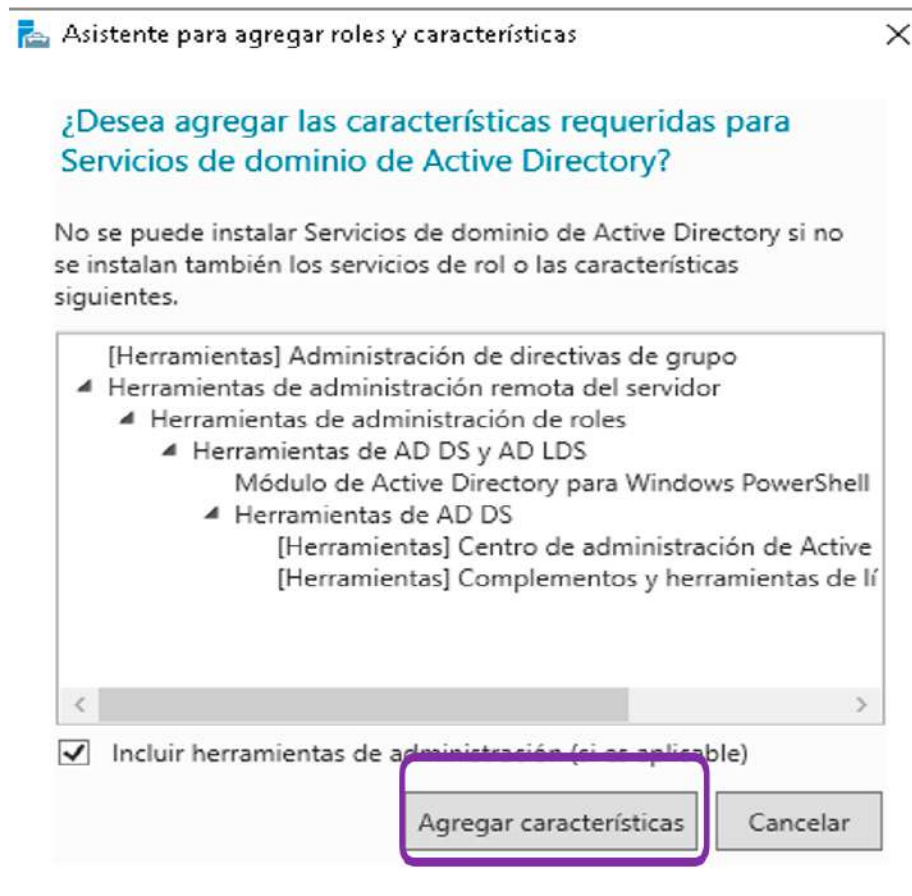 Asistente para agregar roles y características
¿Desea agregar las características requeridas para
Servicios de dominio de Active Directory?
No se puede instalar Servicios de dominio de Active Directory si no
se instalan también los servicios de rol o las características
siguientes.
[Herramientas] Administración de directivas de grupo
Herramientas de administración remota del servidor
Herramientas de administración de roles
Herramientas de AD DS y AD LDS
Módulo de Active Directory para Windows PowerShell
Herramientas de AD DS
[Herramientas] Centro de administración de Active
[Herramientas] Complementos y herramientas de lí
Incluir herramientas de administración (si es aplicable)
Agregar características Cancelar